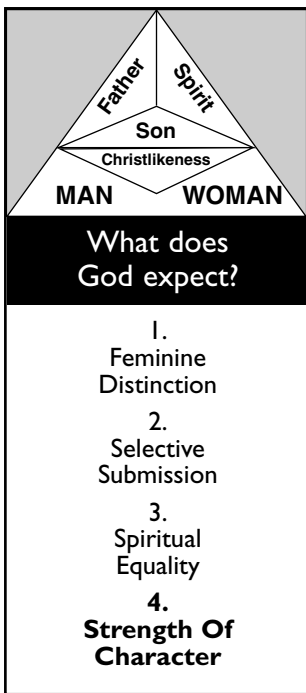 Father
Spirit
Son
Christlikeness
MAN WOMAN
What does
God expect?
1.
Feminine
Distinction
2.
Selective
Submission
3.
Spiritual
Equality
4.
Strength Of
Character